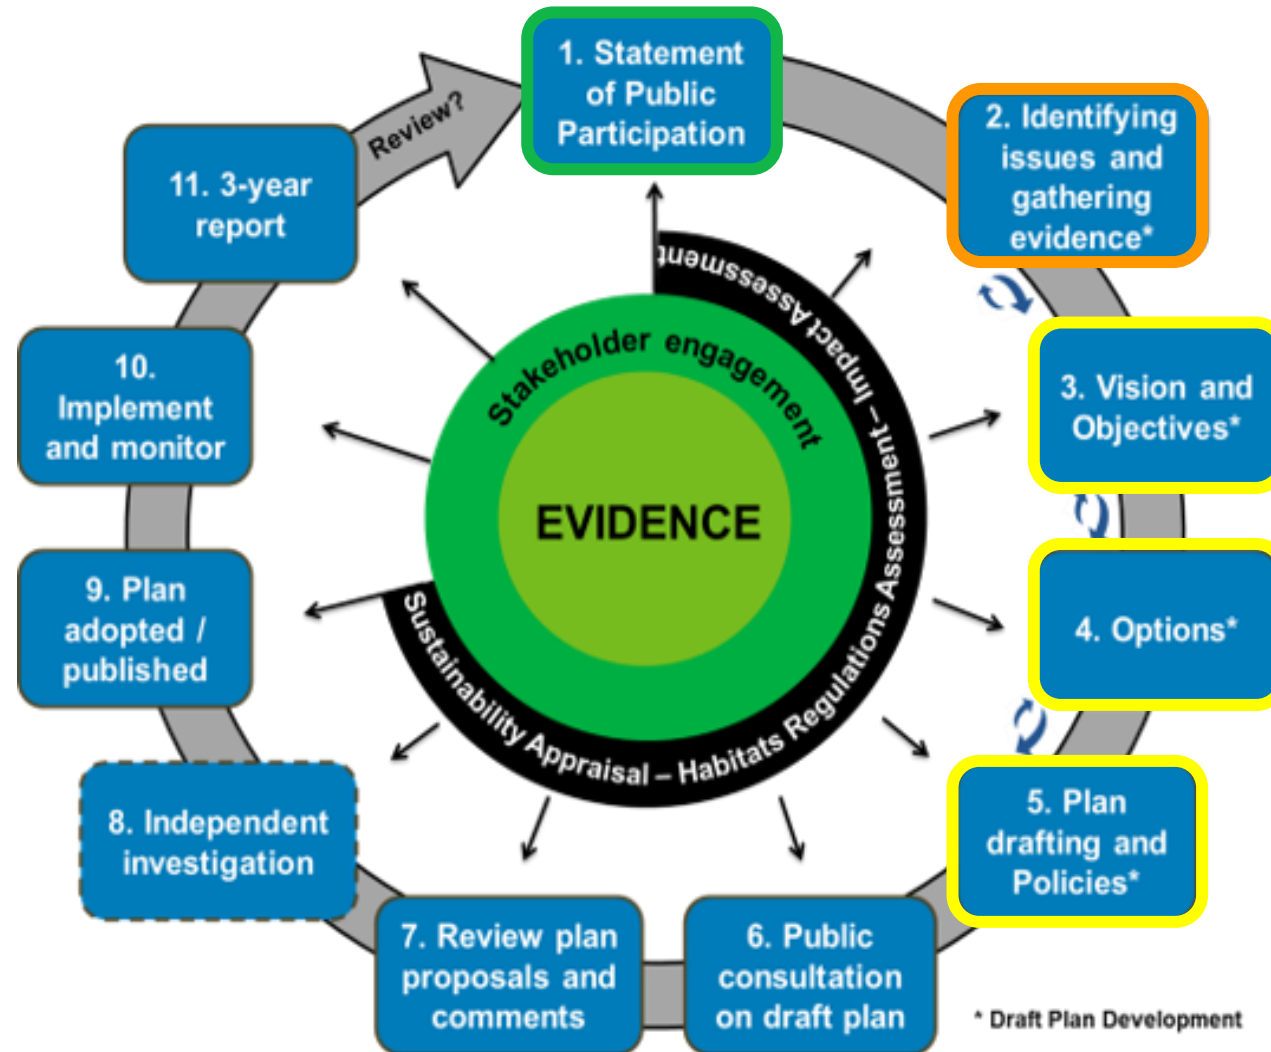 1. Statement
of Public
Participation
2. Identifying
issues and
gathering
evidence*
3. Vision and
Objectives*
4. Options*
5. Plan
drafting and
Policies*
6. Public
consultation
on draft plan
7. Review plan
proposals and
comments
8. Independent
investigation
9. Plan
adopted /
published
10.
Implement
and monitor
11. 3-year
report
Review?
Stakeholder engagement
EVIDENCE
Sustainability Appraisal – Habitats Regulations Assessment – Impact Assessment
* Draft Plan Development